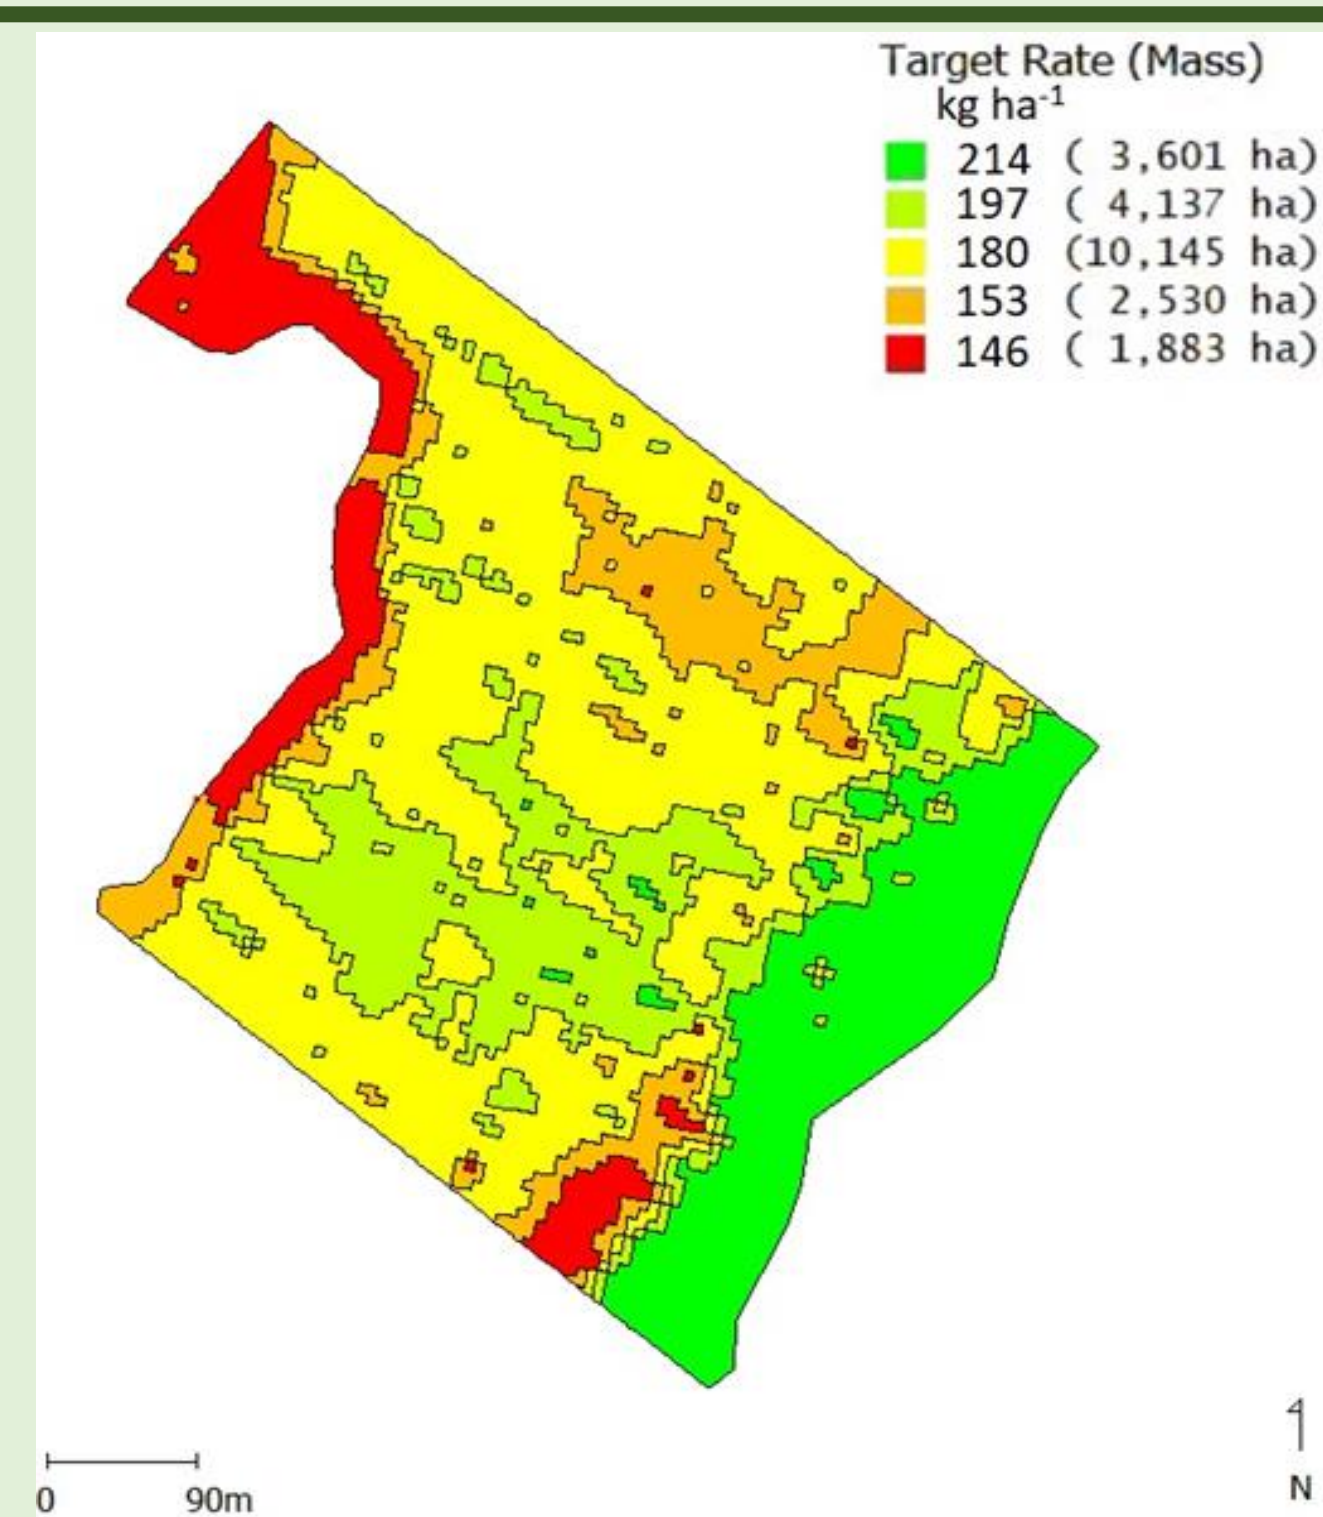 Target Rate (Mass)
kg ha-1
214 ( 3,601 ha)
197 ( 4,137 ha)
180 (10,145 ha)
153 ( 2,530 ha)
146 ( 1,883 ha)
0 90m
N